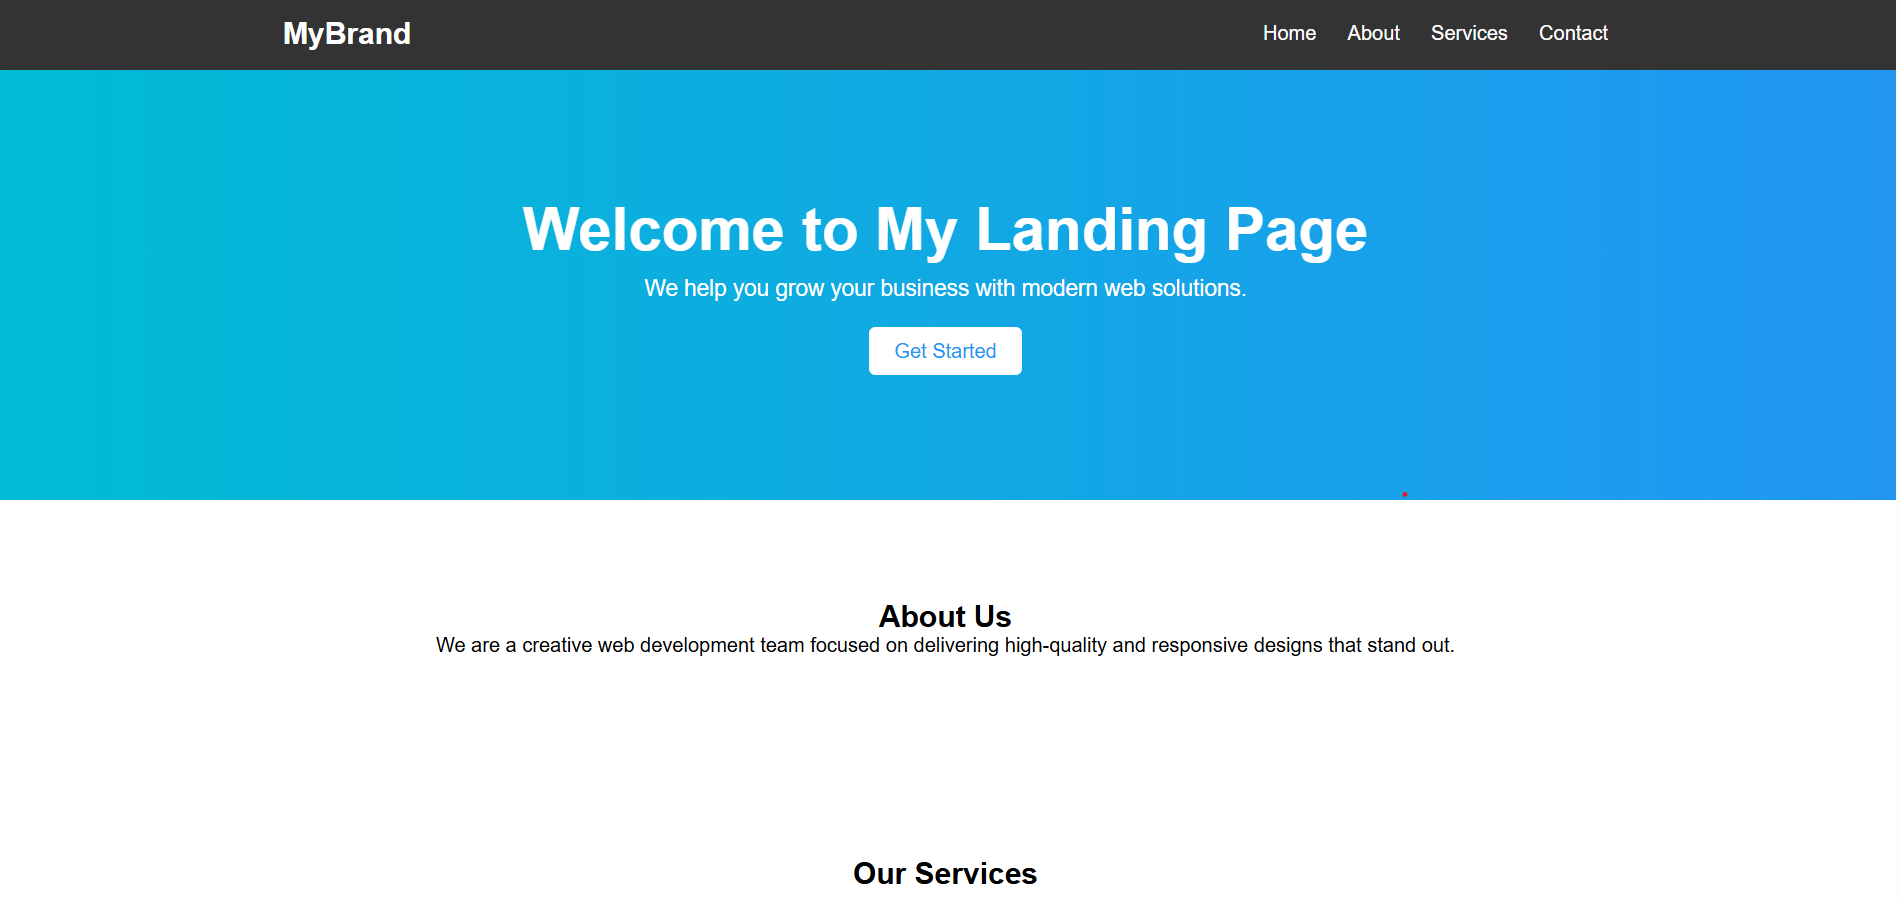 MyBrand
Home About Services Contact
Welcome to My Landing Page
We help you grow your business with modern web solutions.
Get Started
About Us
We are a creative web development team focused on delivering high-quality and responsive designs that stand out.
Our Services